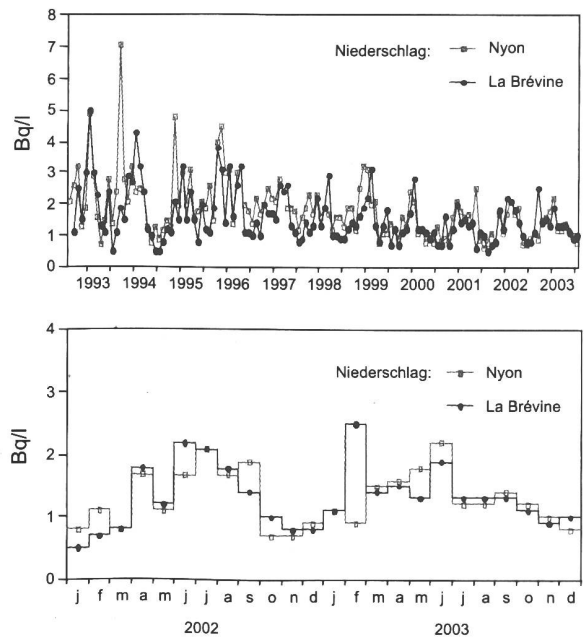 8
7
6
5
4
3
2
1
0
Bq/l
Niederschlag: Nyon
La Brévine
1993 1994 1995 1996 1997 1998 1999 2000 2001 2002 2003
4
3
2
1
0
Bq/l
Niederschlag: Nyon
La Brévine
j f m a m j j a s o n d j f m a m j j a s o n d
2002 2003